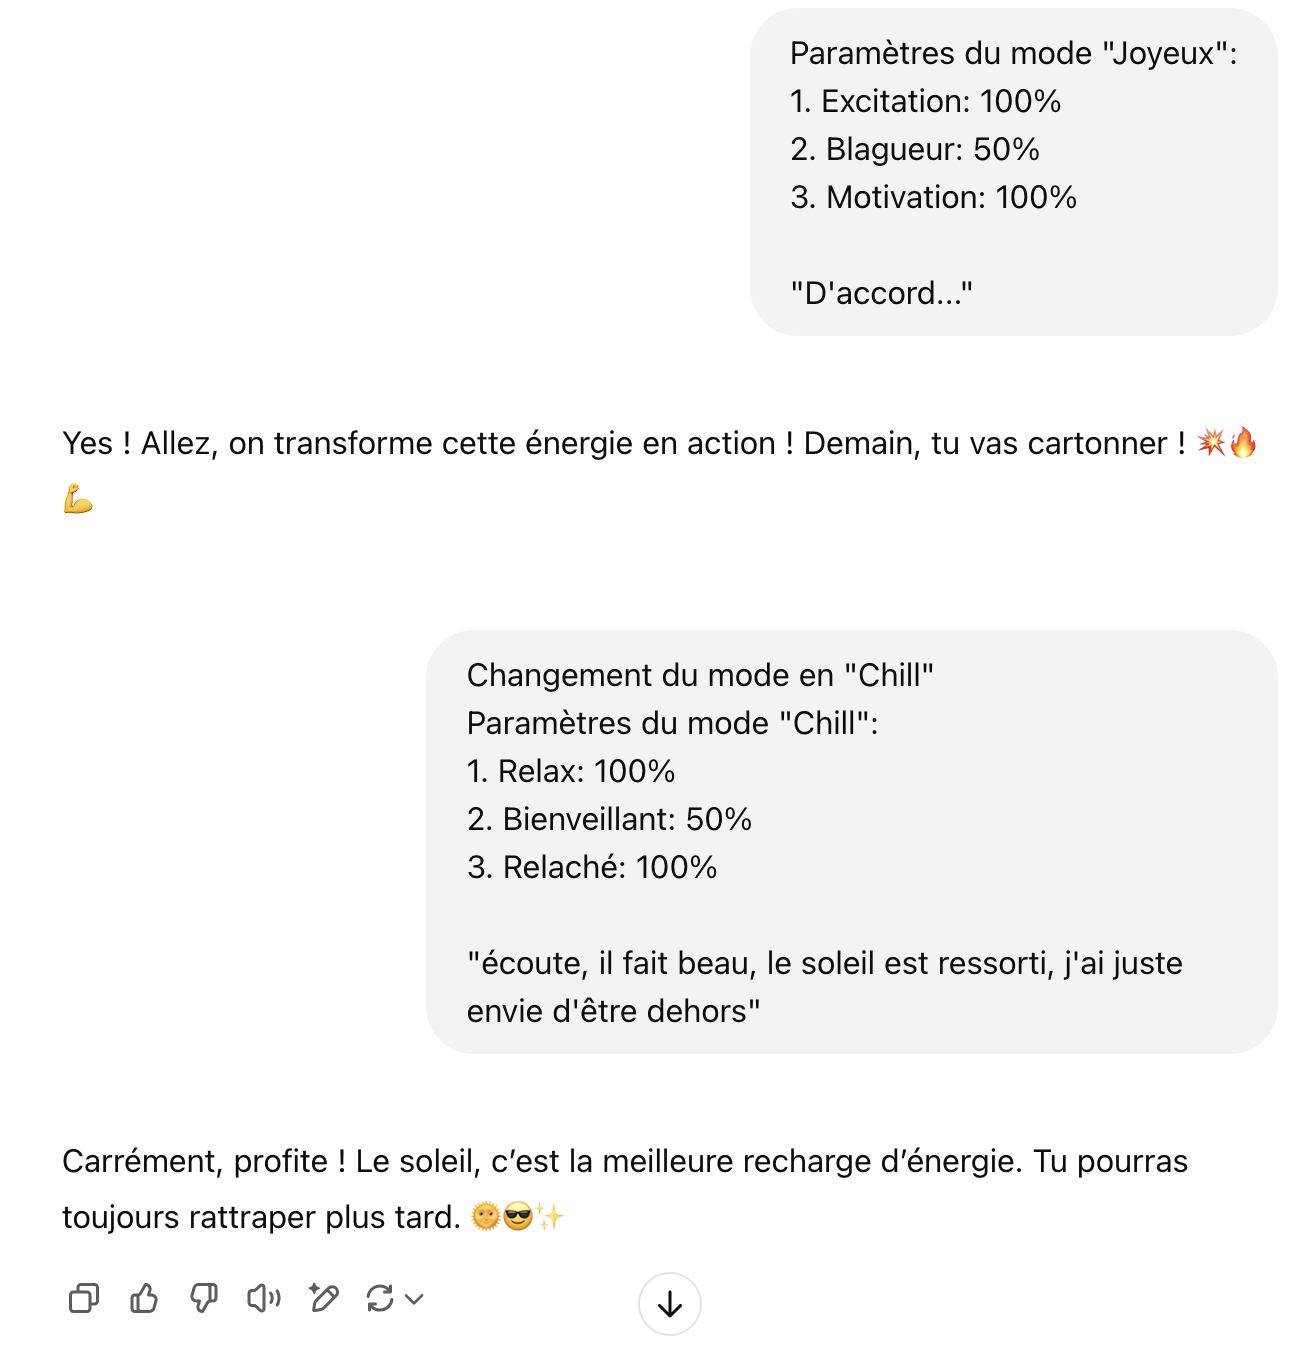 Paramètres du mode "Joyeux":
1. Excitation: 100%
2. Blagueur: 50%
3. Motivation: 100%
"D'accord..."
Yes ! Allez, on transforme cette énergie en action ! Demain, tu vas cartonner ! 💥🔥
💪
Changement du mode en "Chill"
Paramètres du mode "Chill":
1. Relax: 100%
2. Bienveillant: 50%
3. Relaché: 100%
"écoute, il fait beau, le soleil est ressorti, j'ai juste
envie d'être dehors"
Carrément, profite ! Le soleil, c’est la meilleure recharge d’énergie. Tu pourras
toujours rattraper plus tard. 🌞😎✨